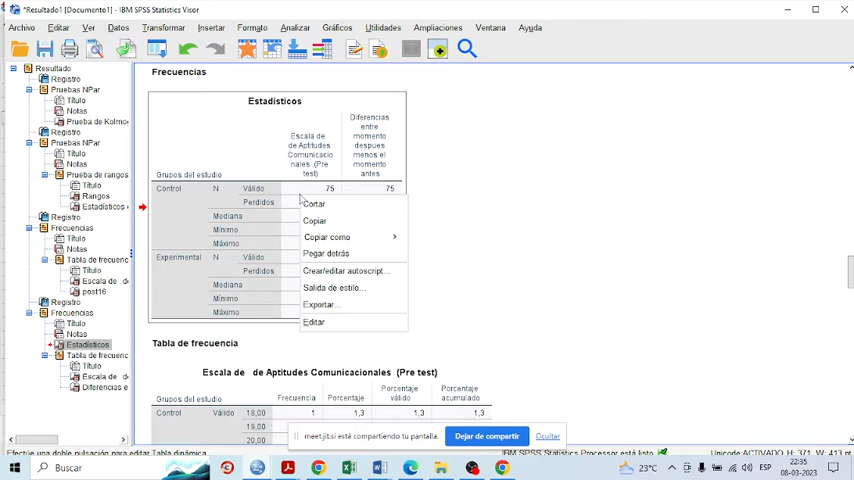 *Resultado1 [Documento1] - IBM SPSS Statistics Visor
Archivo Editar Ver Datos Transformar Insertar Formato Analizar Gráficos Utilidades Ampliaciones Ventana Ayuda
Resultado
Registro
Pruebas NPar
Título
Notas
Prueba de Kolmo
Registro
Pruebas NPar
Título
Notas
Prueba de rangos
Título
Rangos
Estadísticos
Registro
Frecuencias
Título
Notas
Tabla de frecuenc
Título
Escala de de
post16
Registro
Frecuencias
Título
Notas
Estadísticos
Tabla de frecuenc
Título
Escala de de
Diferencias e
Frecuencias
Estadísticos
Grupos del estudio
Escala de
de Aptitudes
Comunicacio
nales (Pre
test)
Diferencias
entre
momento
despues
menos el
momento
antes
Control N Válido 75 75
Perdidos
Mediana
Mínimo
Máximo
Experimental N Válido
Perdidos
Mediana
Mínimo
Máximo
Cortar
Copiar
Copiar como
Pegar detrás
Crear/editar autoscript...
Salida de estilo...
Exportar...
Editar
Tabla de frecuencia
Escala de de Aptitudes Comunicacionales (Pre test)
Grupos del estudio Frecuencia Porcentaje Porcentaje válido Porcentaje acumulado
Control Válido 18,00 1 1,3 1,3 1,3
19,00
20,00
meet.jit.si está compartiendo tu pantalla. Dejar de compartir Ocultar
Efectúe una doble pulsación para editar Tabla dinámica
IBM SPSS Statistics Processor está listo
Unicode:ACTIVADO H: 371, W: 413 pt.
Buscar
23°C
ESP
22:35
08-03-2023